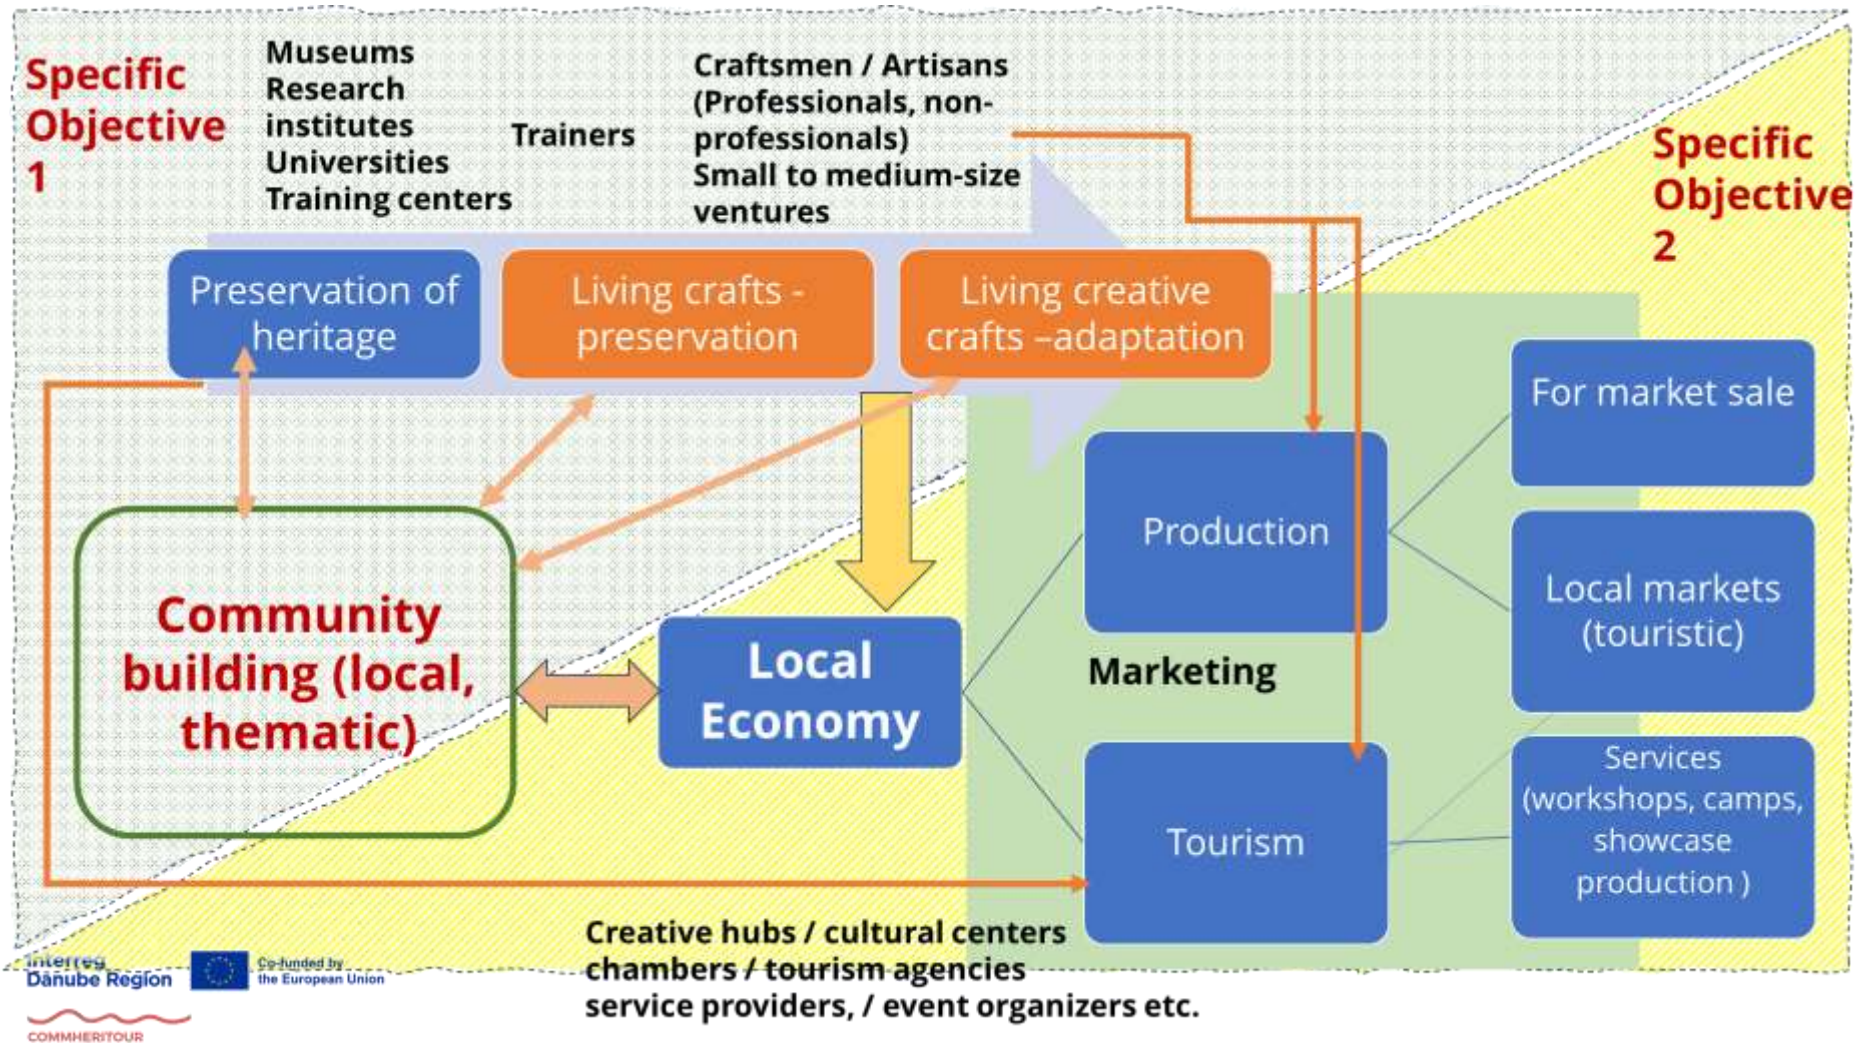 Specific
Objective
1
Museums
Research
institutes
Universities
Training centers
Trainers
Craftsmen / Artisans
(Professionals, non-
professionals)
Small to medium-size
ventures
Specific
Objective
2
Preservation of
heritage
Living crafts -
preservation
Living creative
crafts –adaptation
For market sale
Production
Local markets
(touristic)
Community
building (local,
thematic)
Local
Economy
Marketing
Tourism
Services
(workshops, camps,
showcase
production )
Creative hubs / cultural centers
chambers / tourism agencies
service providers, / event organizers etc.
Interreg
Danube Region
Co-funded by
the European Union
COMMHERITOUR